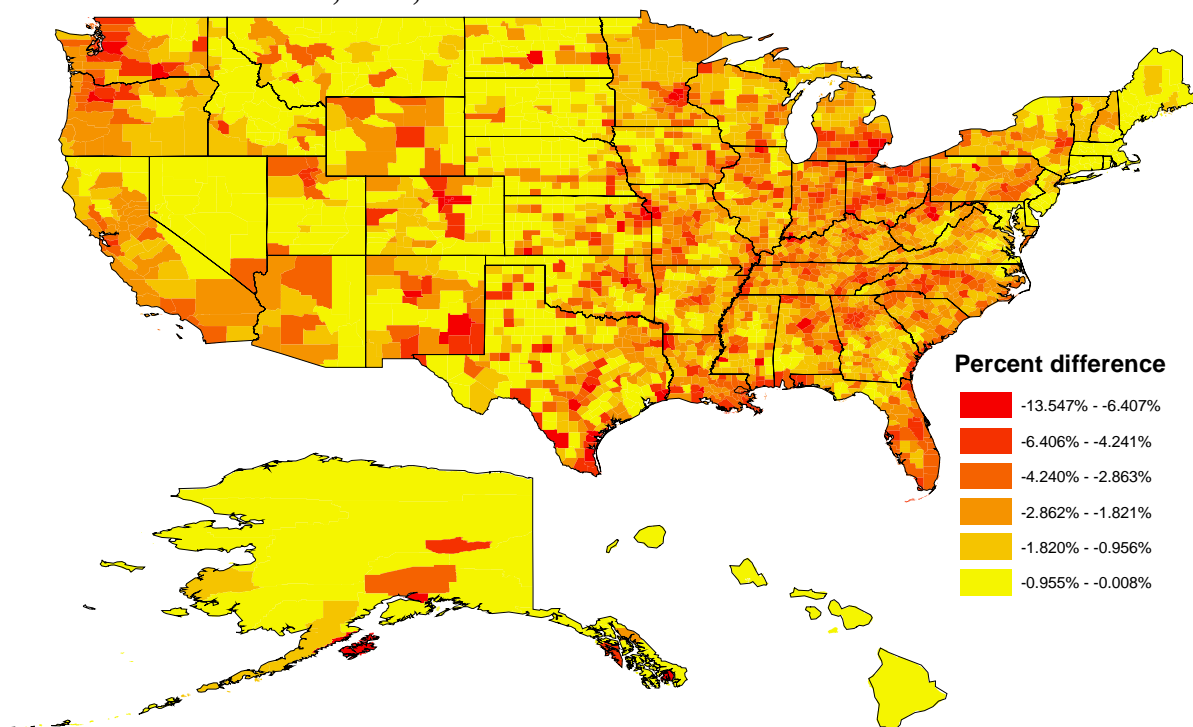 Percent difference
-13.547% - -6.407%
-6.406% - -4.241%
-4.240% - -2.863%
-2.862% - -1.821%
-1.820% - -0.956%
-0.955% - -0.008%